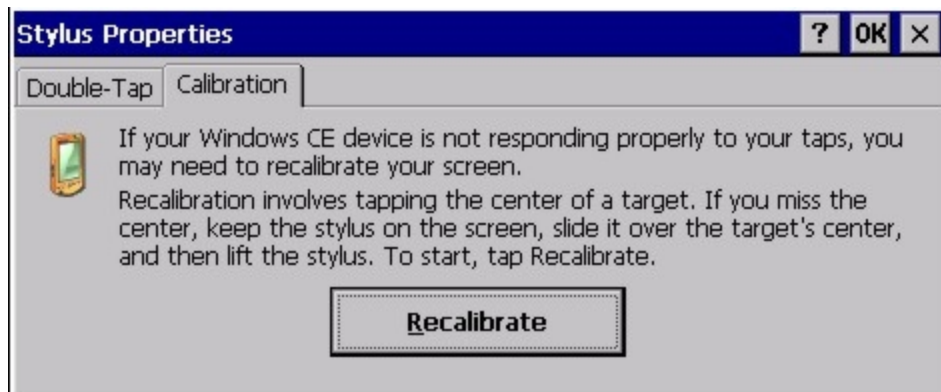 Stylus Properties ? OK ×
Double-Tap Calibration
If your Windows CE device is not responding properly to your taps, you
may need to recalibrate your screen.
Recalibration involves tapping the center of a target. If you miss the
center, keep the stylus on the screen, slide it over the target's center,
and then lift the stylus. To start, tap Recalibrate.
Recalibrate